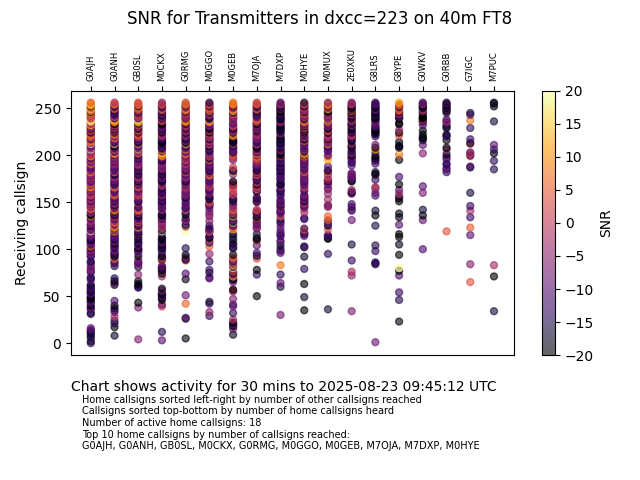 SNR for Transmitters in dxcc=223 on 40m FT8
G0AJH G0ANH GB0SL M0CKX G0RMG M0GGO M0GEB M7OJA M7DXP M0HYE M0MUX 2E0XKU G8LRS G8YPE G0WKV G0RBB G7IGC M7PUC
Receiving callsign
250
200
150
100
50
0
20
15
10
5
0
−5
−10
−15
−20
SNR
Chart shows activity for 30 mins to 2025-08-23 09:45:12 UTC
Home callsigns sorted left-right by number of other callsigns reached
Callsigns sorted top-bottom by number of home callsigns heard
Number of active home callsigns: 18
Top 10 home callsigns by number of callsigns reached:
G0AJH, G0ANH, GB0SL, M0CKX, G0RMG, M0GGO, M0GEB, M7OJA, M7DXP, M0HYE